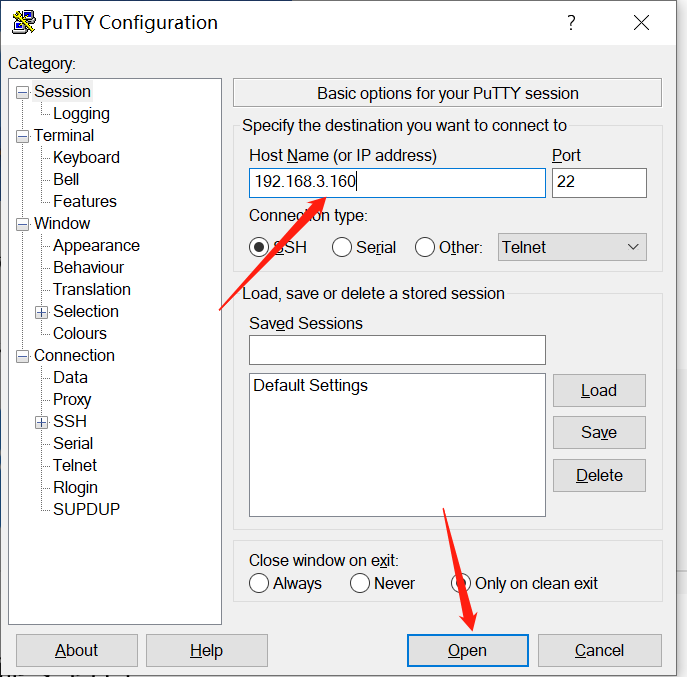 PuTTY Configuration
?
Category:
Session
Logging
Terminal
Keyboard
Bell
Features
Window
Appearance
Behaviour
Translation
Selection
Colours
Connection
Data
Proxy
SSH
Serial
Telnet
Rlogin
SUPDUP
Basic options for your PuTTY session
Specify the destination you want to connect to
Host Name (or IP address) Port
192.168.3.160 22
Connection type:
SSH Serial Other: Telnet
Load, save or delete a stored session
Saved Sessions
Default Settings
Load
Save
Delete
Close window on exit:
Always Never Only on clean exit
About Help Open Cancel